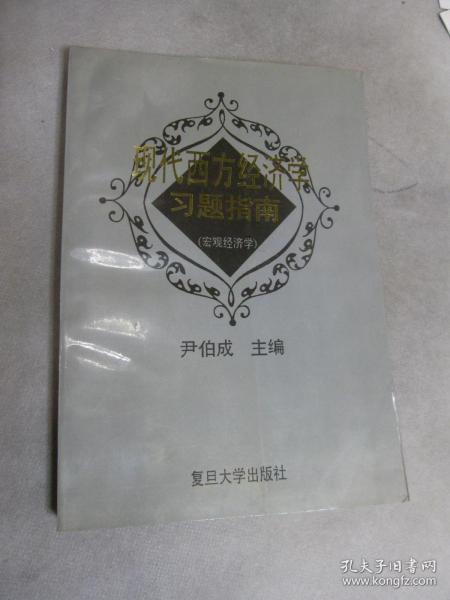 现代西方经济学
习题指南
(宏观经济学)
尹伯成 主编
复旦大学出版社
孔夫子旧书网
www.kongfz.com